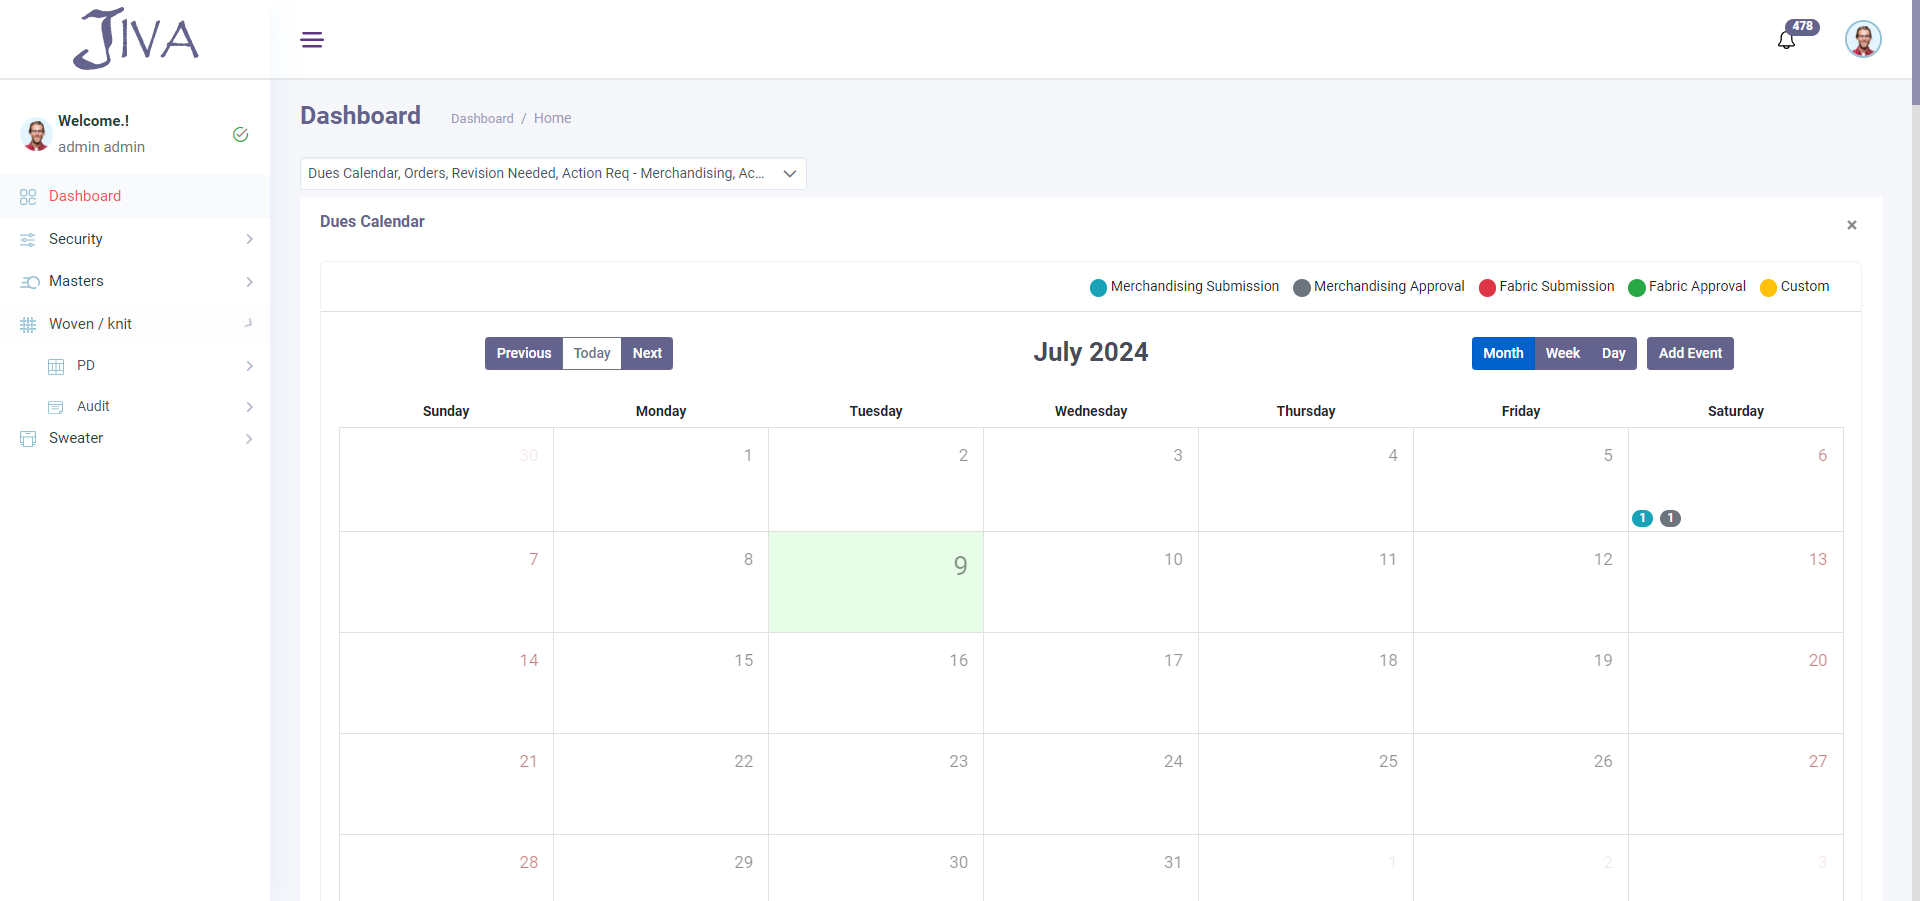 JIVA
478
Welcome.!
admin admin
Dashboard
Security
Masters
Woven / knit
PD
Audit
Sweater
Dashboard
Dashboard / Home
Dues Calendar, Orders, Revision Needed, Action Req - Merchandising, Ac...
Dues Calendar
×
Merchandising Submission Merchandising Approval Fabric Submission Fabric Approval Custom
Previous Today Next
July 2024
Month Week Day Add Event
Sunday Monday Tuesday Wednesday Thursday Friday Saturday
30 1 2 3 4 5 6
1 1
7 8 9 10 11 12 13
14 15 16 17 18 19 20
21 22 23 24 25 26 27
28 29 30 31 1 2 3